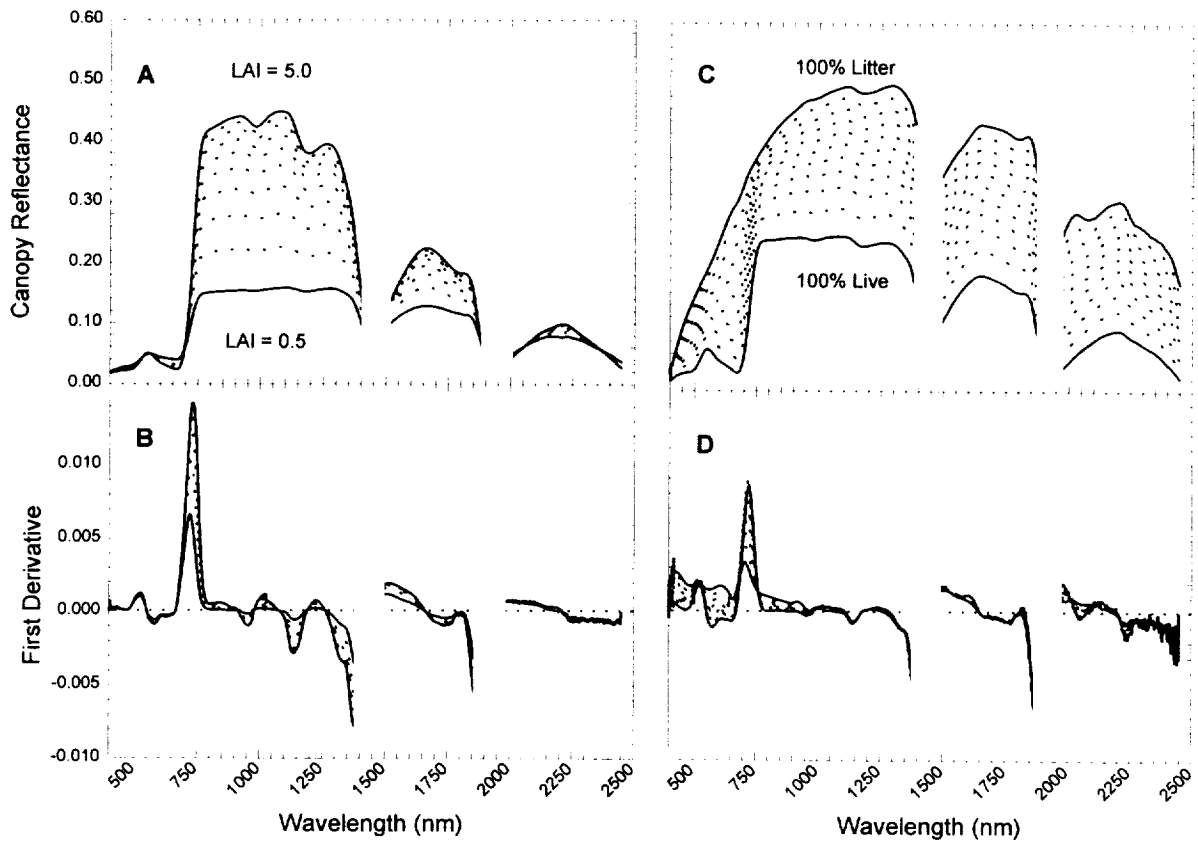 0.60
0.50
0.40
0.30
0.20
0.10
0.00
Canopy Reflectance
A
LAI = 5.0
LAI = 0.5
C
100% Litter
100% Live
0.010
0.005
0.000
-0.005
-0.010
First Derivative
B
D
500 750 1000 1250 1500 1750 2000 2250 2500
Wavelength (nm)
500 750 1000 1250 1500 1750 2000 2250 2500
Wavelength (nm)